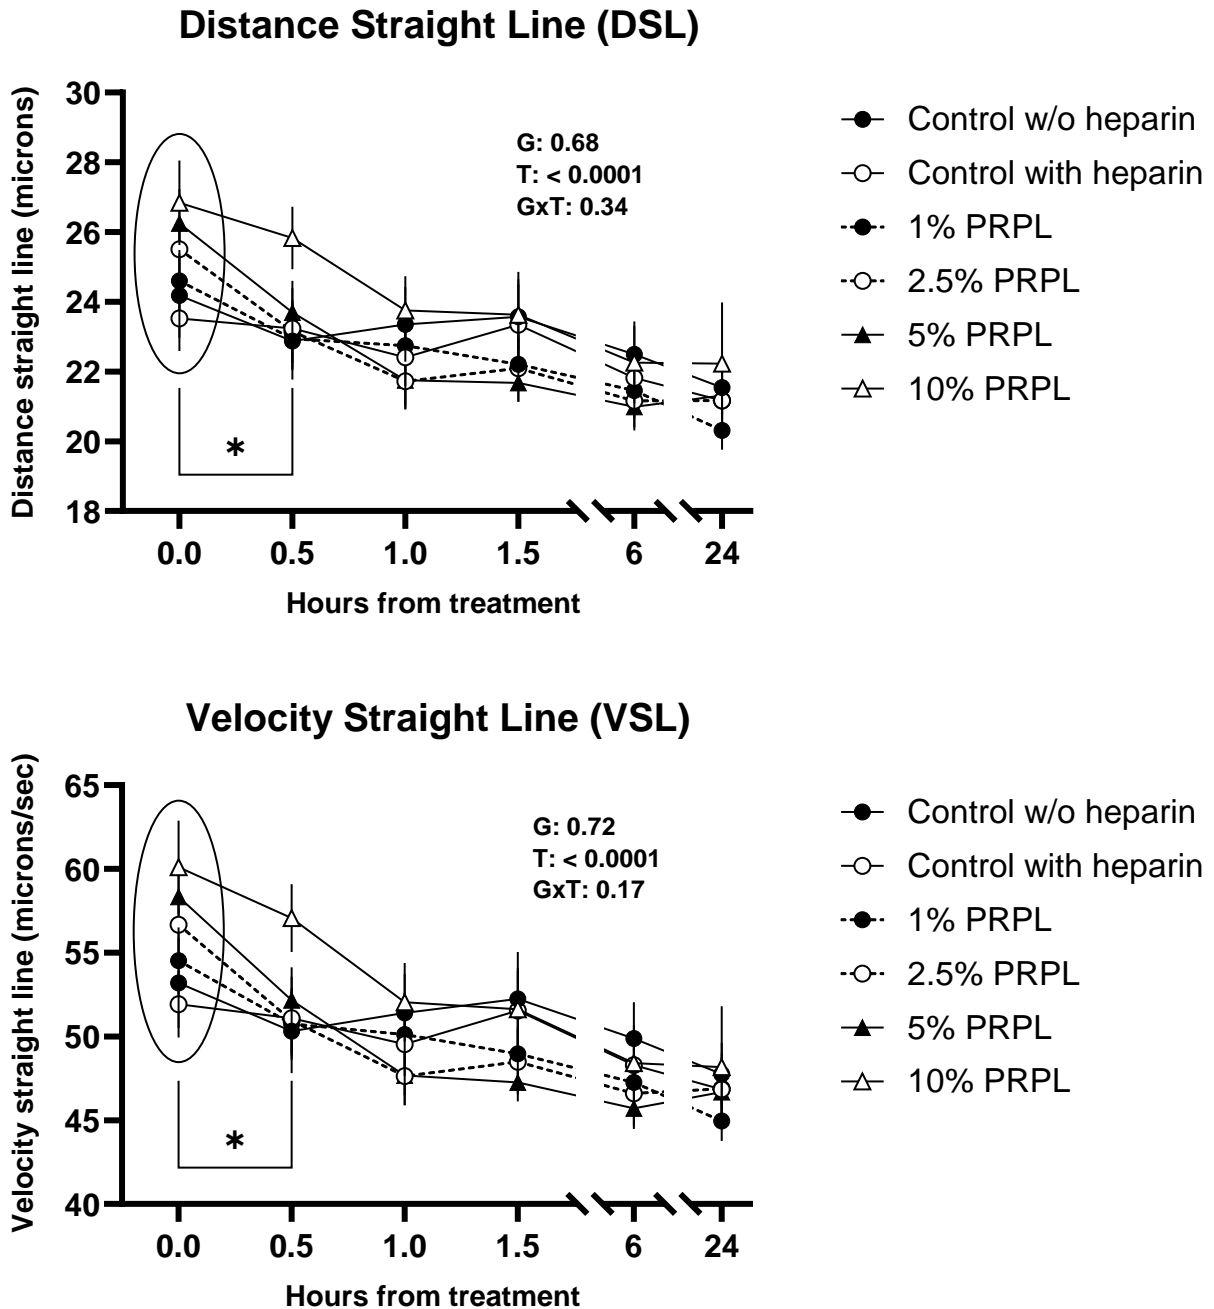 Distance Straight Line (DSL)
Distance straight line (microns)
30
28
26
24
22
20
18
G: 0.68
T: < 0.0001
GxT: 0.34
*
0.0 0.5 1.0 1.5 6 24
Hours from treatment
Control w/o heparin
Control with heparin
1% PRPL
2.5% PRPL
5% PRPL
10% PRPL
Velocity Straight Line (VSL)
Velocity straight line (microns/sec)
65
60
55
50
45
40
G: 0.72
T: < 0.0001
GxT: 0.17
*
0.0 0.5 1.0 1.5 6 24
Hours from treatment
Control w/o heparin
Control with heparin
1% PRPL
2.5% PRPL
5% PRPL
10% PRPL